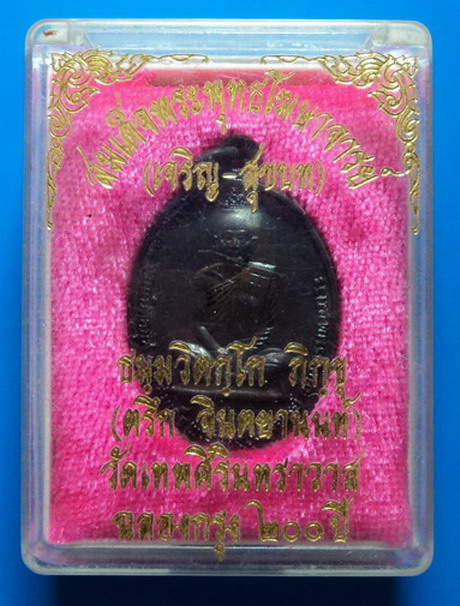 สมเด็จพระพุทธโฆษาจารย์
(เจริญ-สุขบท)
ธมฺมวิตกฺโก ภิกฺขุ
(ตรึก จินตยานนท์)
วัดเทพศิรินทราวาส
ฉลองกรุง ๒๐๐ ปี